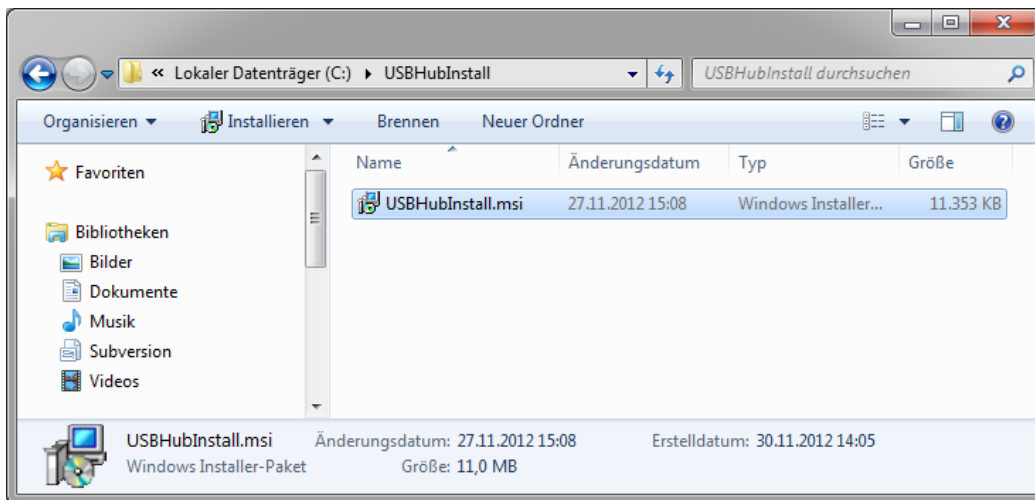 « Lokaler Datenträger (C:) ▸ USBHubInstall
USBHubInstall durchsuchen
Organisieren Installieren Brennen Neuer Ordner
Favoriten
Bibliotheken
Bilder
Dokumente
Musik
Subversion
Videos
Name Änderungsdatum Typ Größe
USBHubInstall.msi 27.11.2012 15:08 Windows Installer... 11.353 KB
USBHubInstall.msi Änderungsdatum: 27.11.2012 15:08 Erstelldatum: 30.11.2012 14:05
Windows Installer-Paket Größe: 11,0 MB